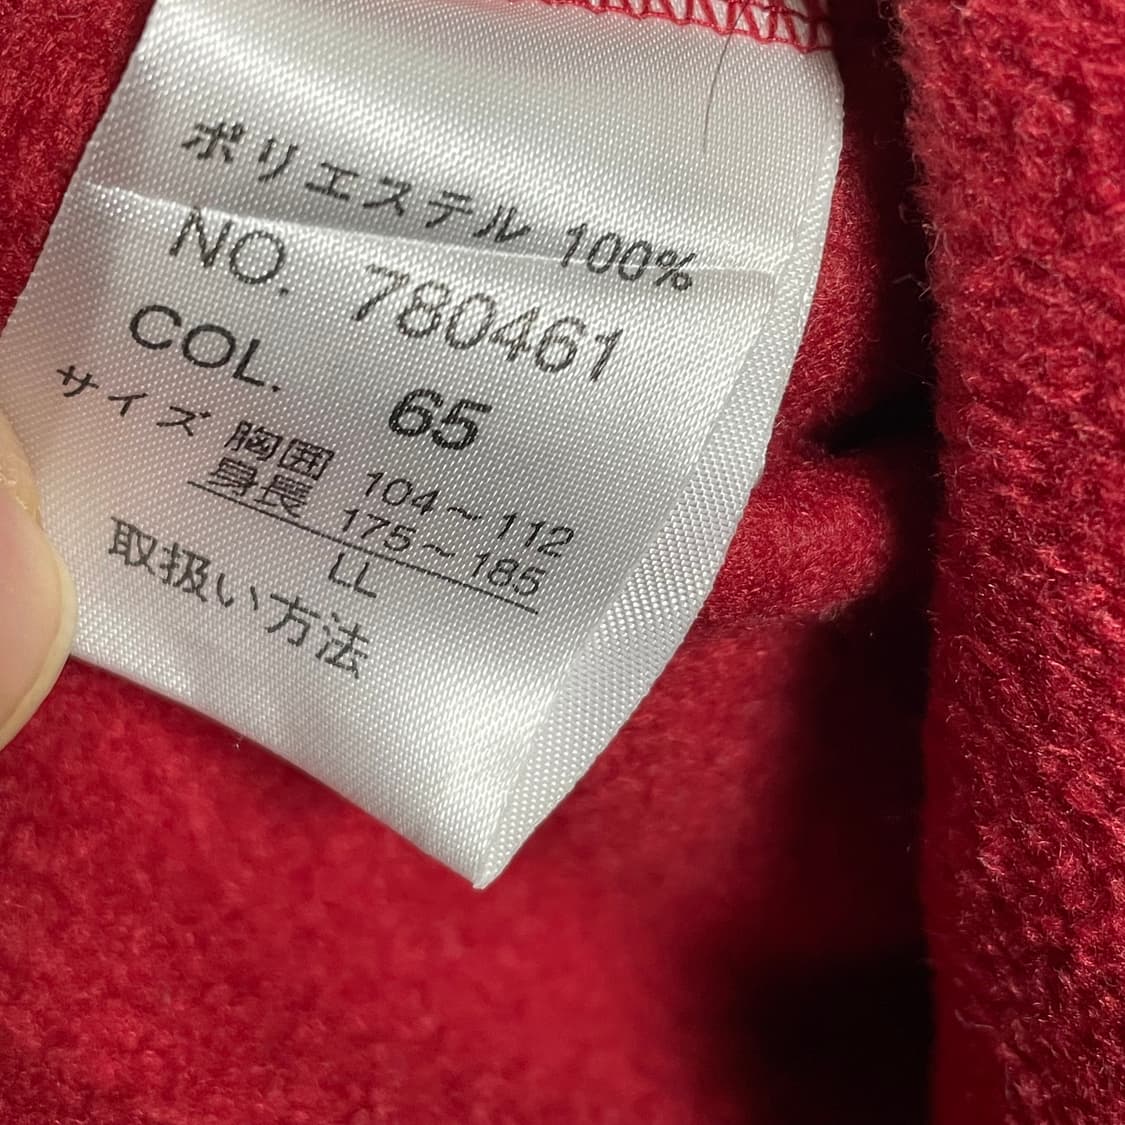 ポリエステル 100%
NO. 780461
COL. 65
サイズ 胸囲 104~112
身長 175~185
LL
取扱い方法